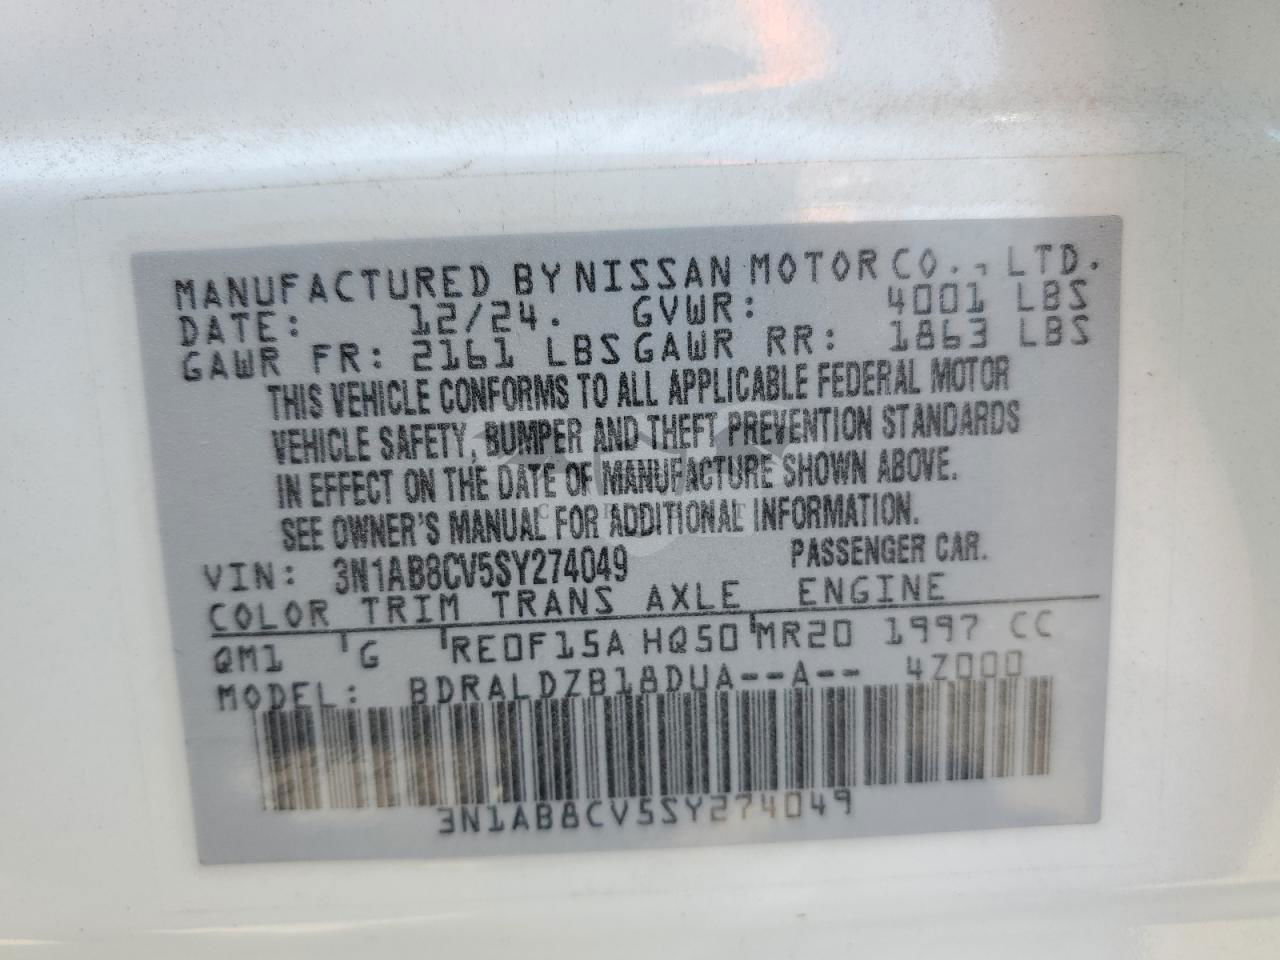 MANUFACTURED BY NISSAN MOTOR CO., LTD.
DATE: 12/24. GVWR: 4001 LBS
GAWR FR: 2161 LBS GAWR RR: 1863 LBS
THIS VEHICLE CONFORMS TO ALL APPLICABLE FEDERAL MOTOR
VEHICLE SAFETY, BUMPER AND THEFT PREVENTION STANDARDS
IN EFFECT ON THE DATE OF MANUFACTURE SHOWN ABOVE.
SEE OWNER'S MANUAL FOR ADDITIONAL INFORMATION.
VIN: 3N1AB8CV5SY274049 PASSENGER CAR.
COLOR TRIM TRANS AXLE ENGINE
QM1 G RE0F15A HQ50 MR20 1997 CC
MODEL: BDRALDZB18DUA--A-- 4Z000
3N1AB8CV5SY274049